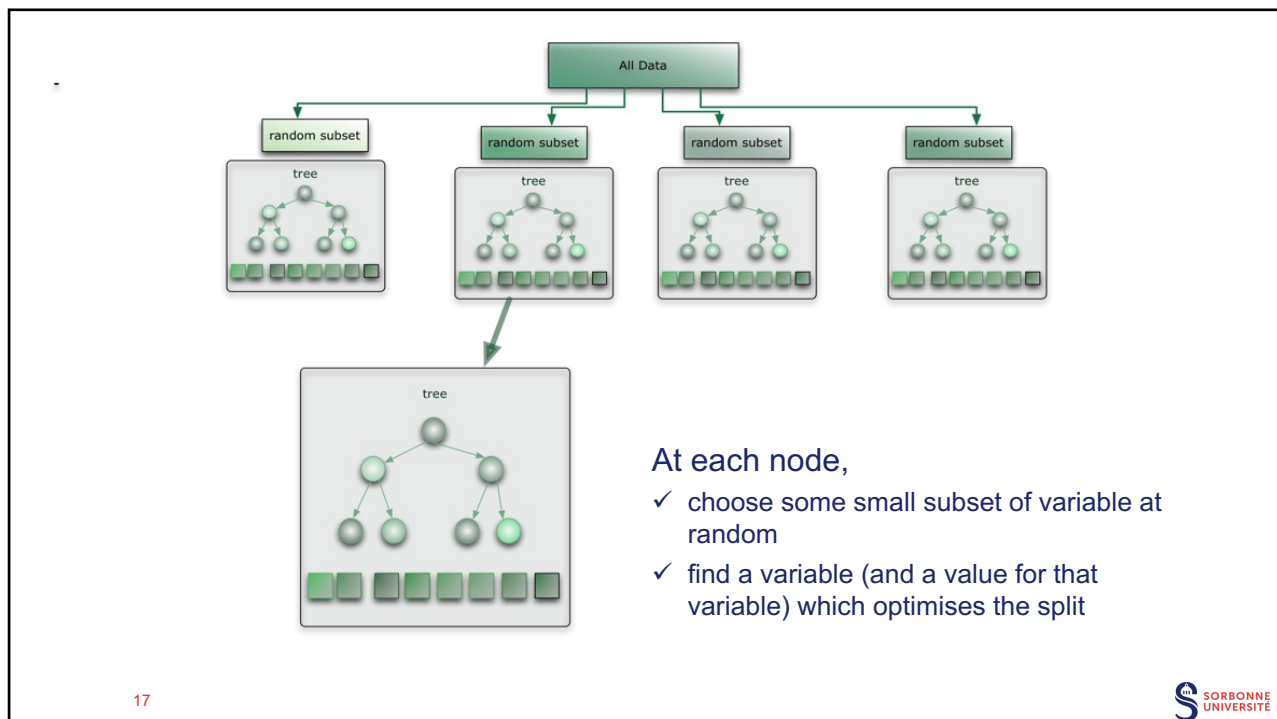 All Data
-
random subset
random subset
random subset
random subset
tree
tree
tree
tree
tree
At each node,
✓ choose some small subset of variable at
random
✓ find a variable (and a value for that
variable) which optimises the split
17
SORBONNE
UNIVERSITÉ